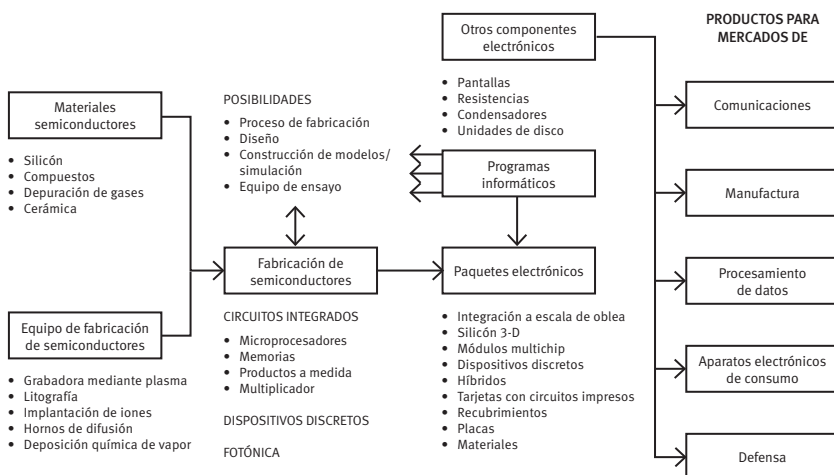 Materiales
semiconductores
• Silicón
• Compuestos
• Depuración de gases
• Cerámica
Equipo de fabricación
de semiconductores
• Grabadora mediante plasma
• Litografía
• Implantación de iones
• Hornos de difusión
• Deposición química de vapor
POSIBILIDADES
• Proceso de fabricación
• Diseño
• Construcción de modelos/
simulación
• Equipo de ensayo
Fabricación de
semiconductores
CIRCUITOS INTEGRADOS
• Microprocesadores
• Memorias
• Productos a medida
• Multiplicador
DISPOSITIVOS DISCRETOS
FOTÓNICA
Otros componentes
electrónicos
• Pantallas
• Resistencias
• Condensadores
• Unidades de disco
Programas
informáticos
Paquetes electrónicos
• Integración a escala de oblea
• Silicón 3-D
• Módulos multichip
• Dispositivos discretos
• Híbridos
• Tarjetas con circuitos impresos
• Recubrimientos
• Placas
• Materiales
PRODUCTOS PARA
MERCADOS DE
Comunicaciones
Manufactura
Procesamiento
de datos
Aparatos electrónicos
de consumo
Defensa